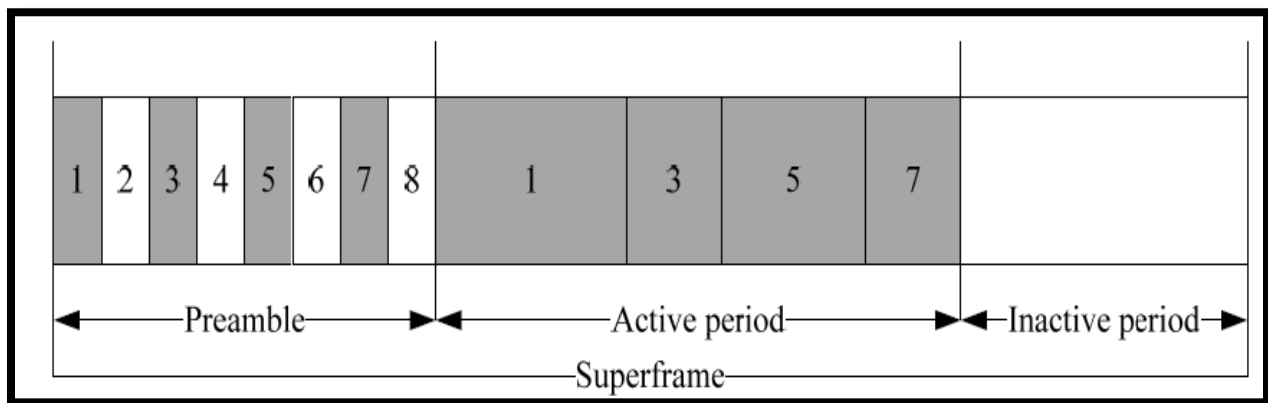 1 2 3 4 5 6 7 8 1 3 5 7
Preamble Active period Inactive period
Superframe